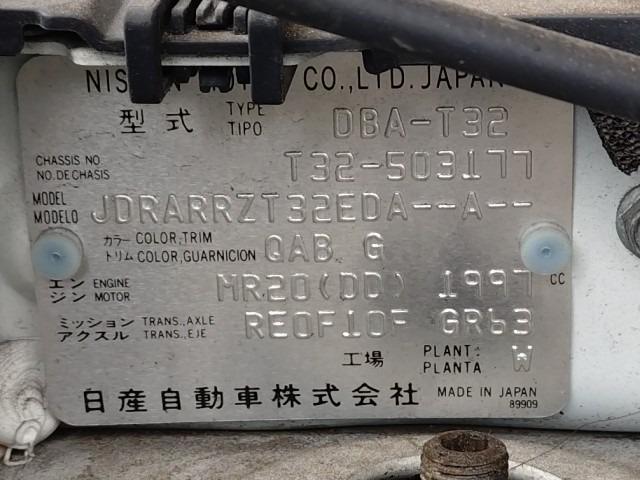 CO.,LTD. JAPAN
型式 TYPE TIPO DBA-T32
CHASSIS NO NO.DE CHASIS T32-503177
MODEL MODELO JDRARRZT32EDA--A--
カラー COLOR,TRIM トリム COLOR,GUARNICION QAB G
エンジン ENGINE MOTOR MR20(DD) 1997 CC
ミッション TRANS.,AXLE アクスル TRANS.,EJE RE0F10F GR63
工場 PLANT: PLANTA W
日産自動車株式会社 MADE IN JAPAN
89909